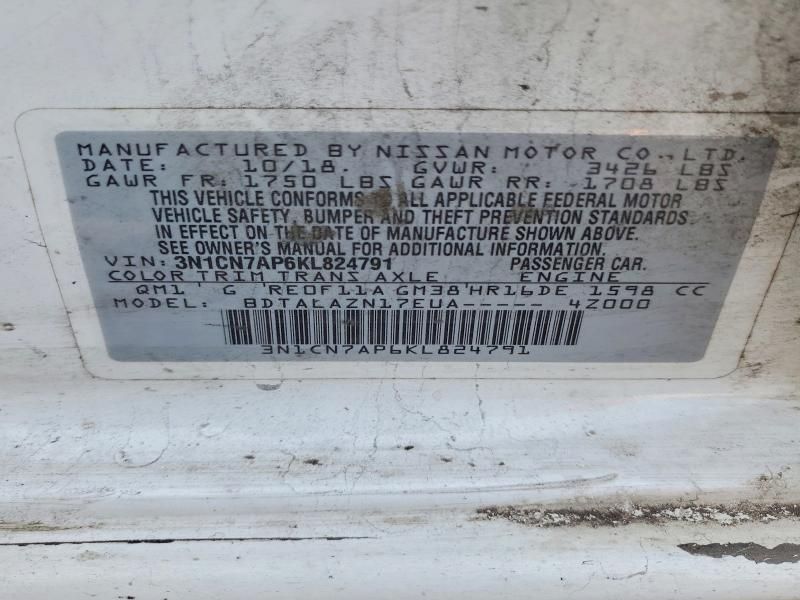 MANUFACTURED BY NISSAN MOTOR CO., LTD.
DATE: 10/18. GVWR: 3426 LBS
GAWR FR: 1750 LBS GAWR RR: 1708 LBS
THIS VEHICLE CONFORMS TO ALL APPLICABLE FEDERAL MOTOR
VEHICLE SAFETY, BUMPER AND THEFT PREVENTION STANDARDS
IN EFFECT ON THE DATE OF MANUFACTURE SHOWN ABOVE.
SEE OWNER'S MANUAL FOR ADDITIONAL INFORMATION.
VIN: 3N1CN7AP6KL824791 PASSENGER CAR.
COLOR TRIM TRANS AXLE ENGINE
QM1 ' G 'RE0F11A GM38'HR16DE 1598 CC
MODEL: BDTALAZN17EUA----- 4Z000
3N1CN7AP6KL824791